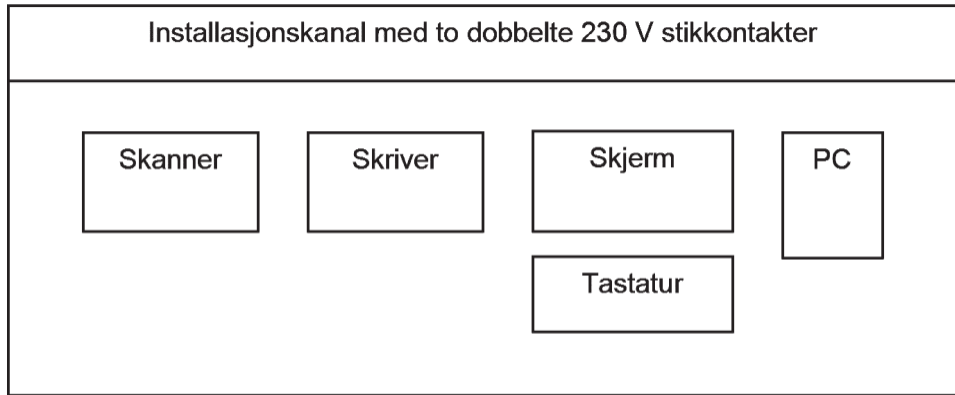 Installasjonskanal med to dobbelte 230 V stikkontakter
Skanner
Skriver
Skjerm
PC
Tastatur